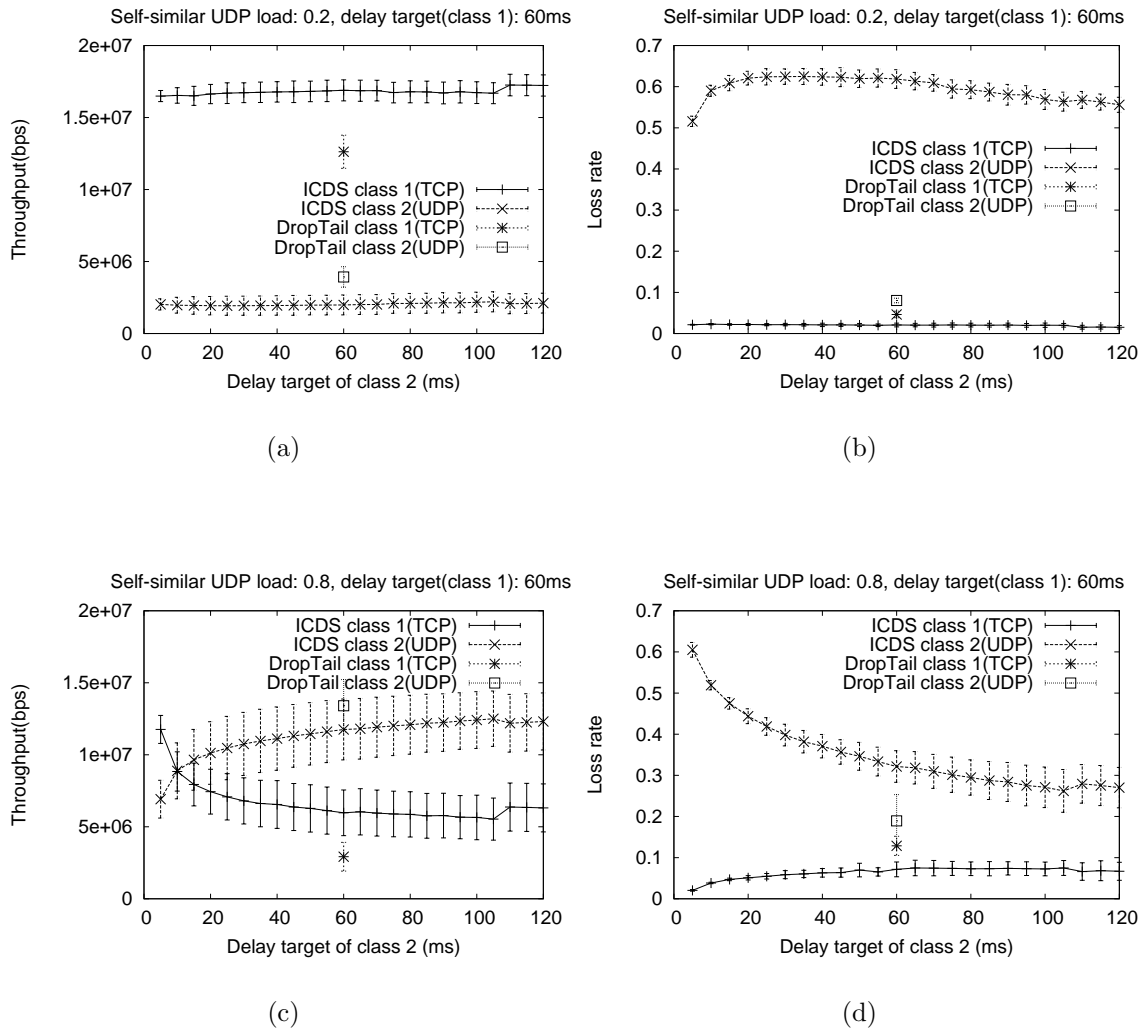 Self-similar UDP load: 0.2, delay target(class 1): 60ms
2e+07
1.5e+07
1e+07
5e+06
0
Throughput(bps)
ICDS class 1(TCP)
ICDS class 2(UDP)
DropTail class 1(TCP)
DropTail class 2(UDP)
0 20 40 60 80 100 120
Delay target of class 2 (ms)
(a)
Self-similar UDP load: 0.2, delay target(class 1): 60ms
0.7
0.6
0.5
0.4
0.3
0.2
0.1
0
Loss rate
ICDS class 1(TCP)
ICDS class 2(UDP)
DropTail class 1(TCP)
DropTail class 2(UDP)
0 20 40 60 80 100 120
Delay target of class 2 (ms)
(b)
Self-similar UDP load: 0.8, delay target(class 1): 60ms
2e+07
1.5e+07
1e+07
5e+06
0
Throughput(bps)
ICDS class 1(TCP)
ICDS class 2(UDP)
DropTail class 1(TCP)
DropTail class 2(UDP)
0 20 40 60 80 100 120
Delay target of class 2 (ms)
(c)
Self-similar UDP load: 0.8, delay target(class 1): 60ms
0.7
0.6
0.5
0.4
0.3
0.2
0.1
0
Loss rate
ICDS class 1(TCP)
ICDS class 2(UDP)
DropTail class 1(TCP)
DropTail class 2(UDP)
0 20 40 60 80 100 120
Delay target of class 2 (ms)
(d)